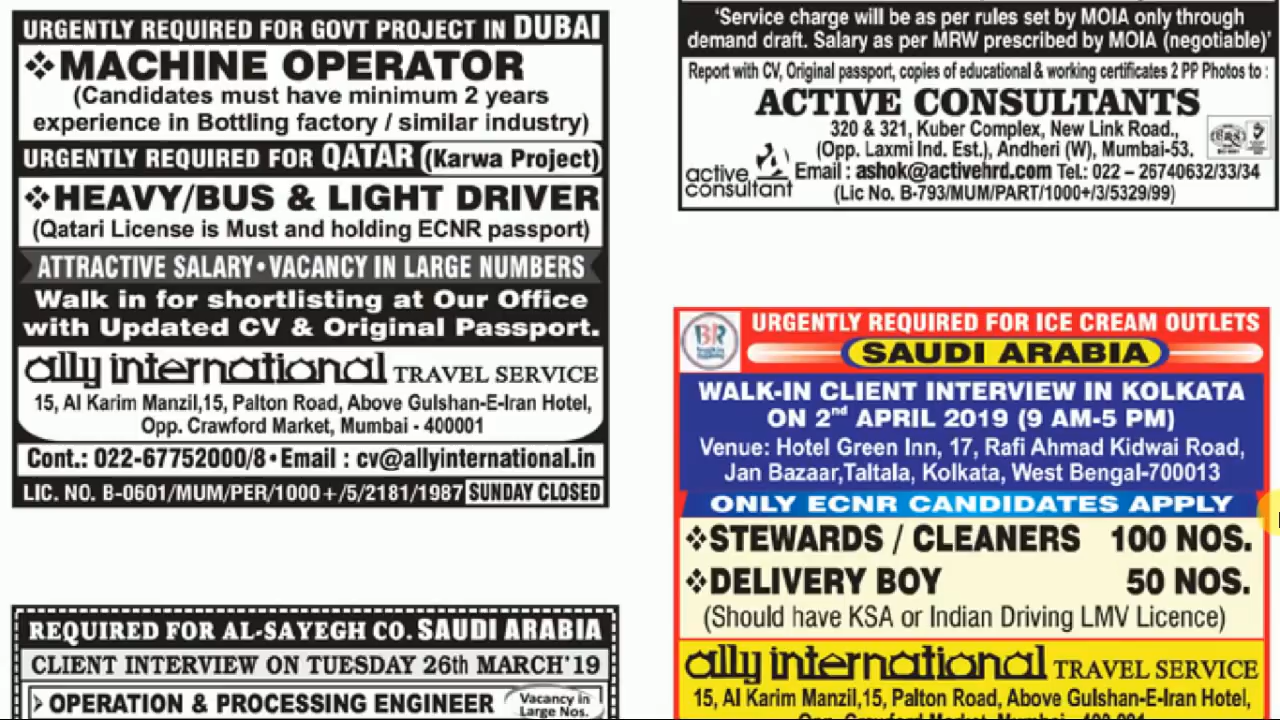 URGENTLY REQUIRED FOR GOVT PROJECT IN DUBAI
❖MACHINE OPERATOR
(Candidates must have minimum 2 years
experience in Bottling factory / similar industry)
URGENTLY REQUIRED FOR QATAR (Karwa Project)
❖HEAVY/BUS & LIGHT DRIVER
(Qatari License is Must and holding ECNR passport)
ATTRACTIVE SALARY • VACANCY IN LARGE NUMBERS
Walk in for shortlisting at Our Office
with Updated CV & Original Passport.
ally international TRAVEL SERVICE
15, Al Karim Manzil,15, Palton Road, Above Gulshan-E-Iran Hotel,
Opp. Crawford Market, Mumbai - 400001
Cont.: 022-67752000/8 • Email : cv@allyinternational.in
LIC. NO. B-0601/MUM/PER/1000+/5/2181/1987 SUNDAY CLOSED
REQUIRED FOR AL-SAYEGH CO. SAUDI ARABIA
CLIENT INTERVIEW ON TUESDAY 26th MARCH'19
OPERATION & PROCESSING ENGINEER Vacancy in
Large Nos.
'Service charge will be as per rules set by MOIA only through
demand draft. Salary as per MRW prescribed by MOIA (negotiable)'
Report with CV, Original passport, copies of educational & working certificates 2 PP Photos to :
ACTIVE CONSULTANTS
320 & 321, Kuber Complex, New Link Road.,
(Opp. Laxmi Ind. Est.), Andheri (W), Mumbai-53.
active
consultant
Email : ashok@activehrd.com Tel.: 022 – 26740632/33/34
(Lic No. B-793/MUM/PART/1000+/3/5329/99)
BR
URGENTLY REQUIRED FOR ICE CREAM OUTLETS
SAUDI ARABIA
WALK-IN CLIENT INTERVIEW IN KOLKATA
ON 2nd APRIL 2019 (9 AM-5 PM)
Venue: Hotel Green Inn, 17, Rafi Ahmad Kidwai Road,
Jan Bazaar,Taltala, Kolkata, West Bengal-700013
ONLY ECNR CANDIDATES APPLY
❖STEWARDS / CLEANERS 100 NOS.
❖DELIVERY BOY 50 NOS.
(Should have KSA or Indian Driving LMV Licence)
ally international TRAVEL SERVICE
15, Al Karim Manzil,15, Palton Road, Above Gulshan-E-Iran Hotel,
Opp. Crawford Market, Mumbai - 400 001